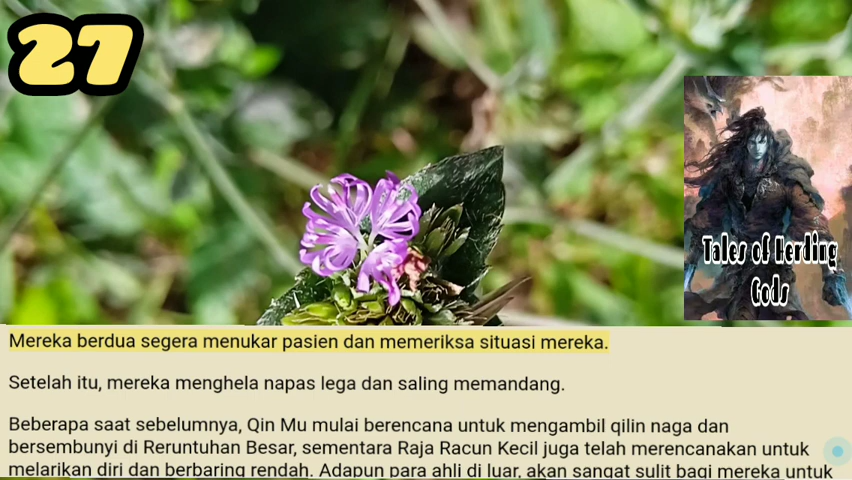 27
Tales of Herding
Gods
Mereka berdua segera menukar pasien dan memeriksa situasi mereka.
Setelah itu, mereka menghela napas lega dan saling memandang.
Beberapa saat sebelumnya, Qin Mu mulai berencana untuk mengambil qilin naga dan
bersembunyi di Reruntuhan Besar, sementara Raja Racun Kecil juga telah merencanakan untuk
melarikan diri dan berbaring rendah. Adapun para ahli di luar, akan sangat sulit bagi mereka untuk